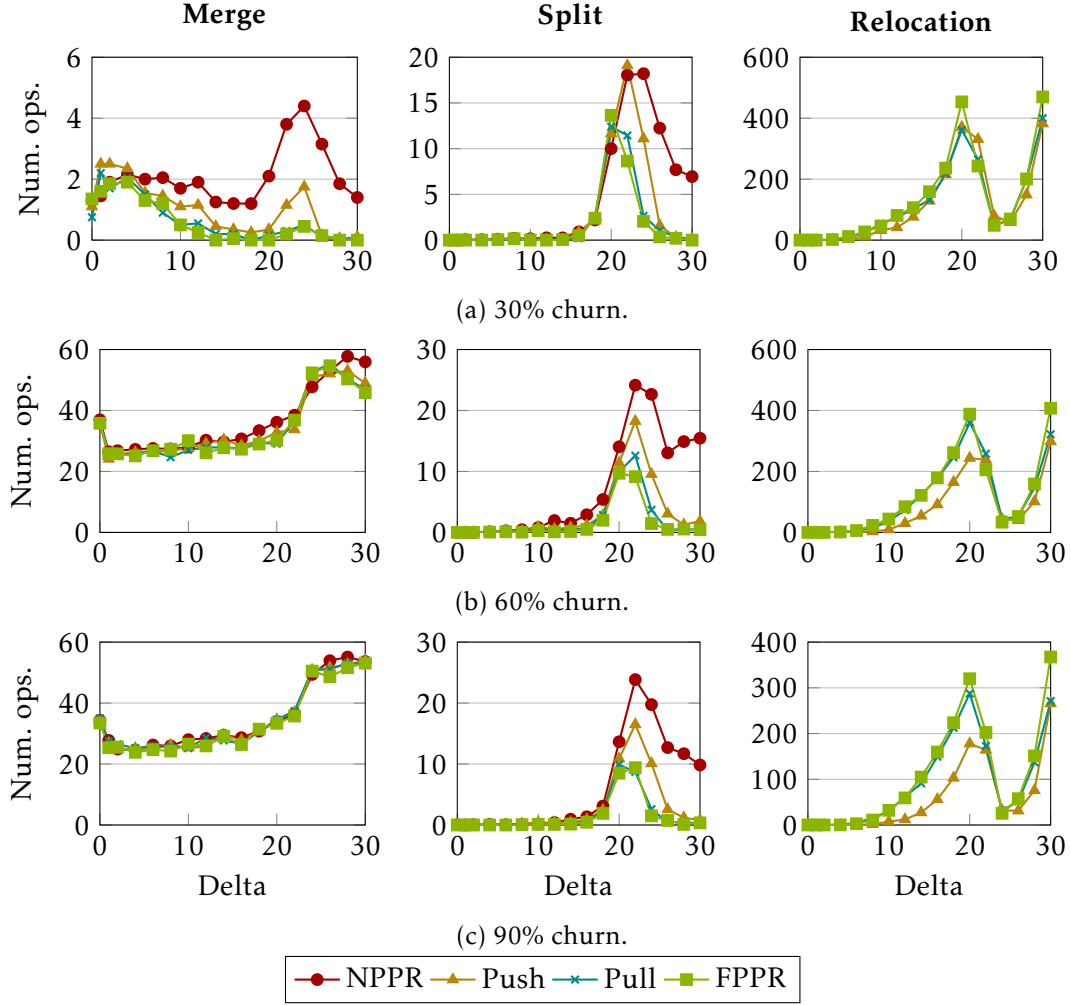 Merge Split Relocation
Num. ops.
6
4
2
0
0 10 20 30
20
15
10
5
0
0 10 20 30
600
400
200
0
0 10 20 30
(a) 30% churn.
Num. ops.
60
40
20
0
0 10 20 30
30
20
10
0
0 10 20 30
600
400
200
0
0 10 20 30
(b) 60% churn.
Num. ops.
60
40
20
0
0 10 20 30
Delta
30
20
10
0
0 10 20 30
Delta
400
300
200
100
0
0 10 20 30
Delta
(c) 90% churn.
NPPR Push Pull FPPR